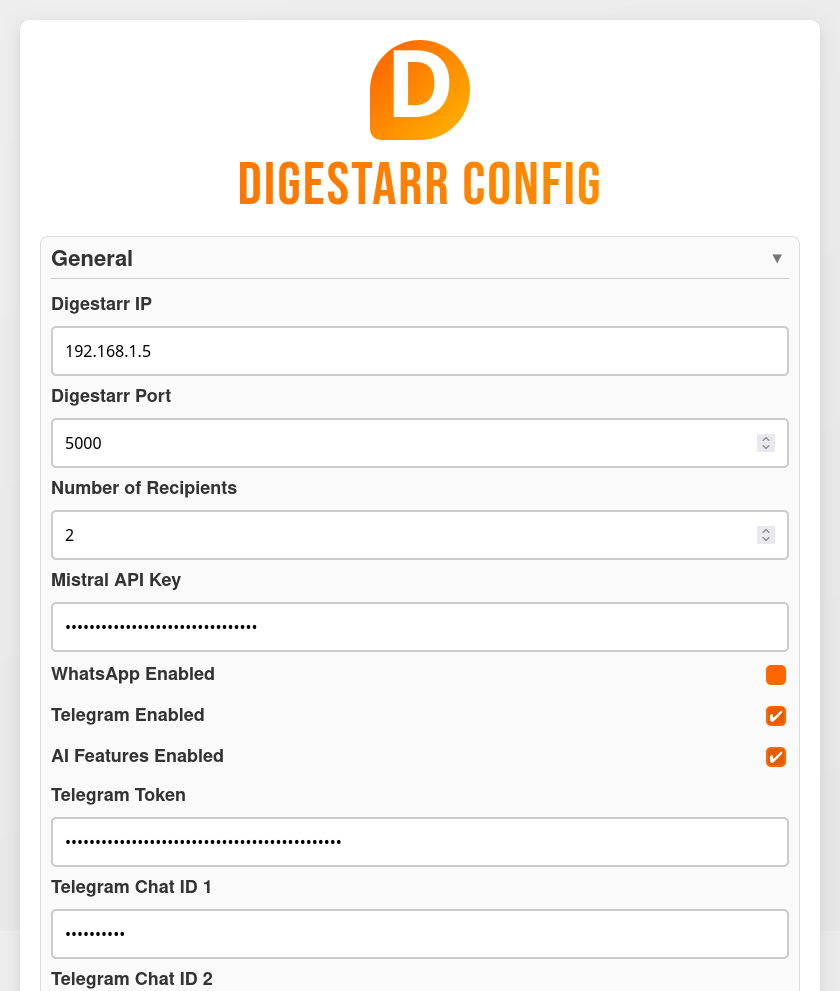 D
DIGESTARR CONFIG
General
Digestarr IP
192.168.1.5
Digestarr Port
5000
Number of Recipients
2
Mistral API Key
••••••••••••••••••••••••••••••••
WhatsApp Enabled
Telegram Enabled
AI Features Enabled
Telegram Token
••••••••••••••••••••••••••••••••••••••••••••••
Telegram Chat ID 1
••••••••••
Telegram Chat ID 2